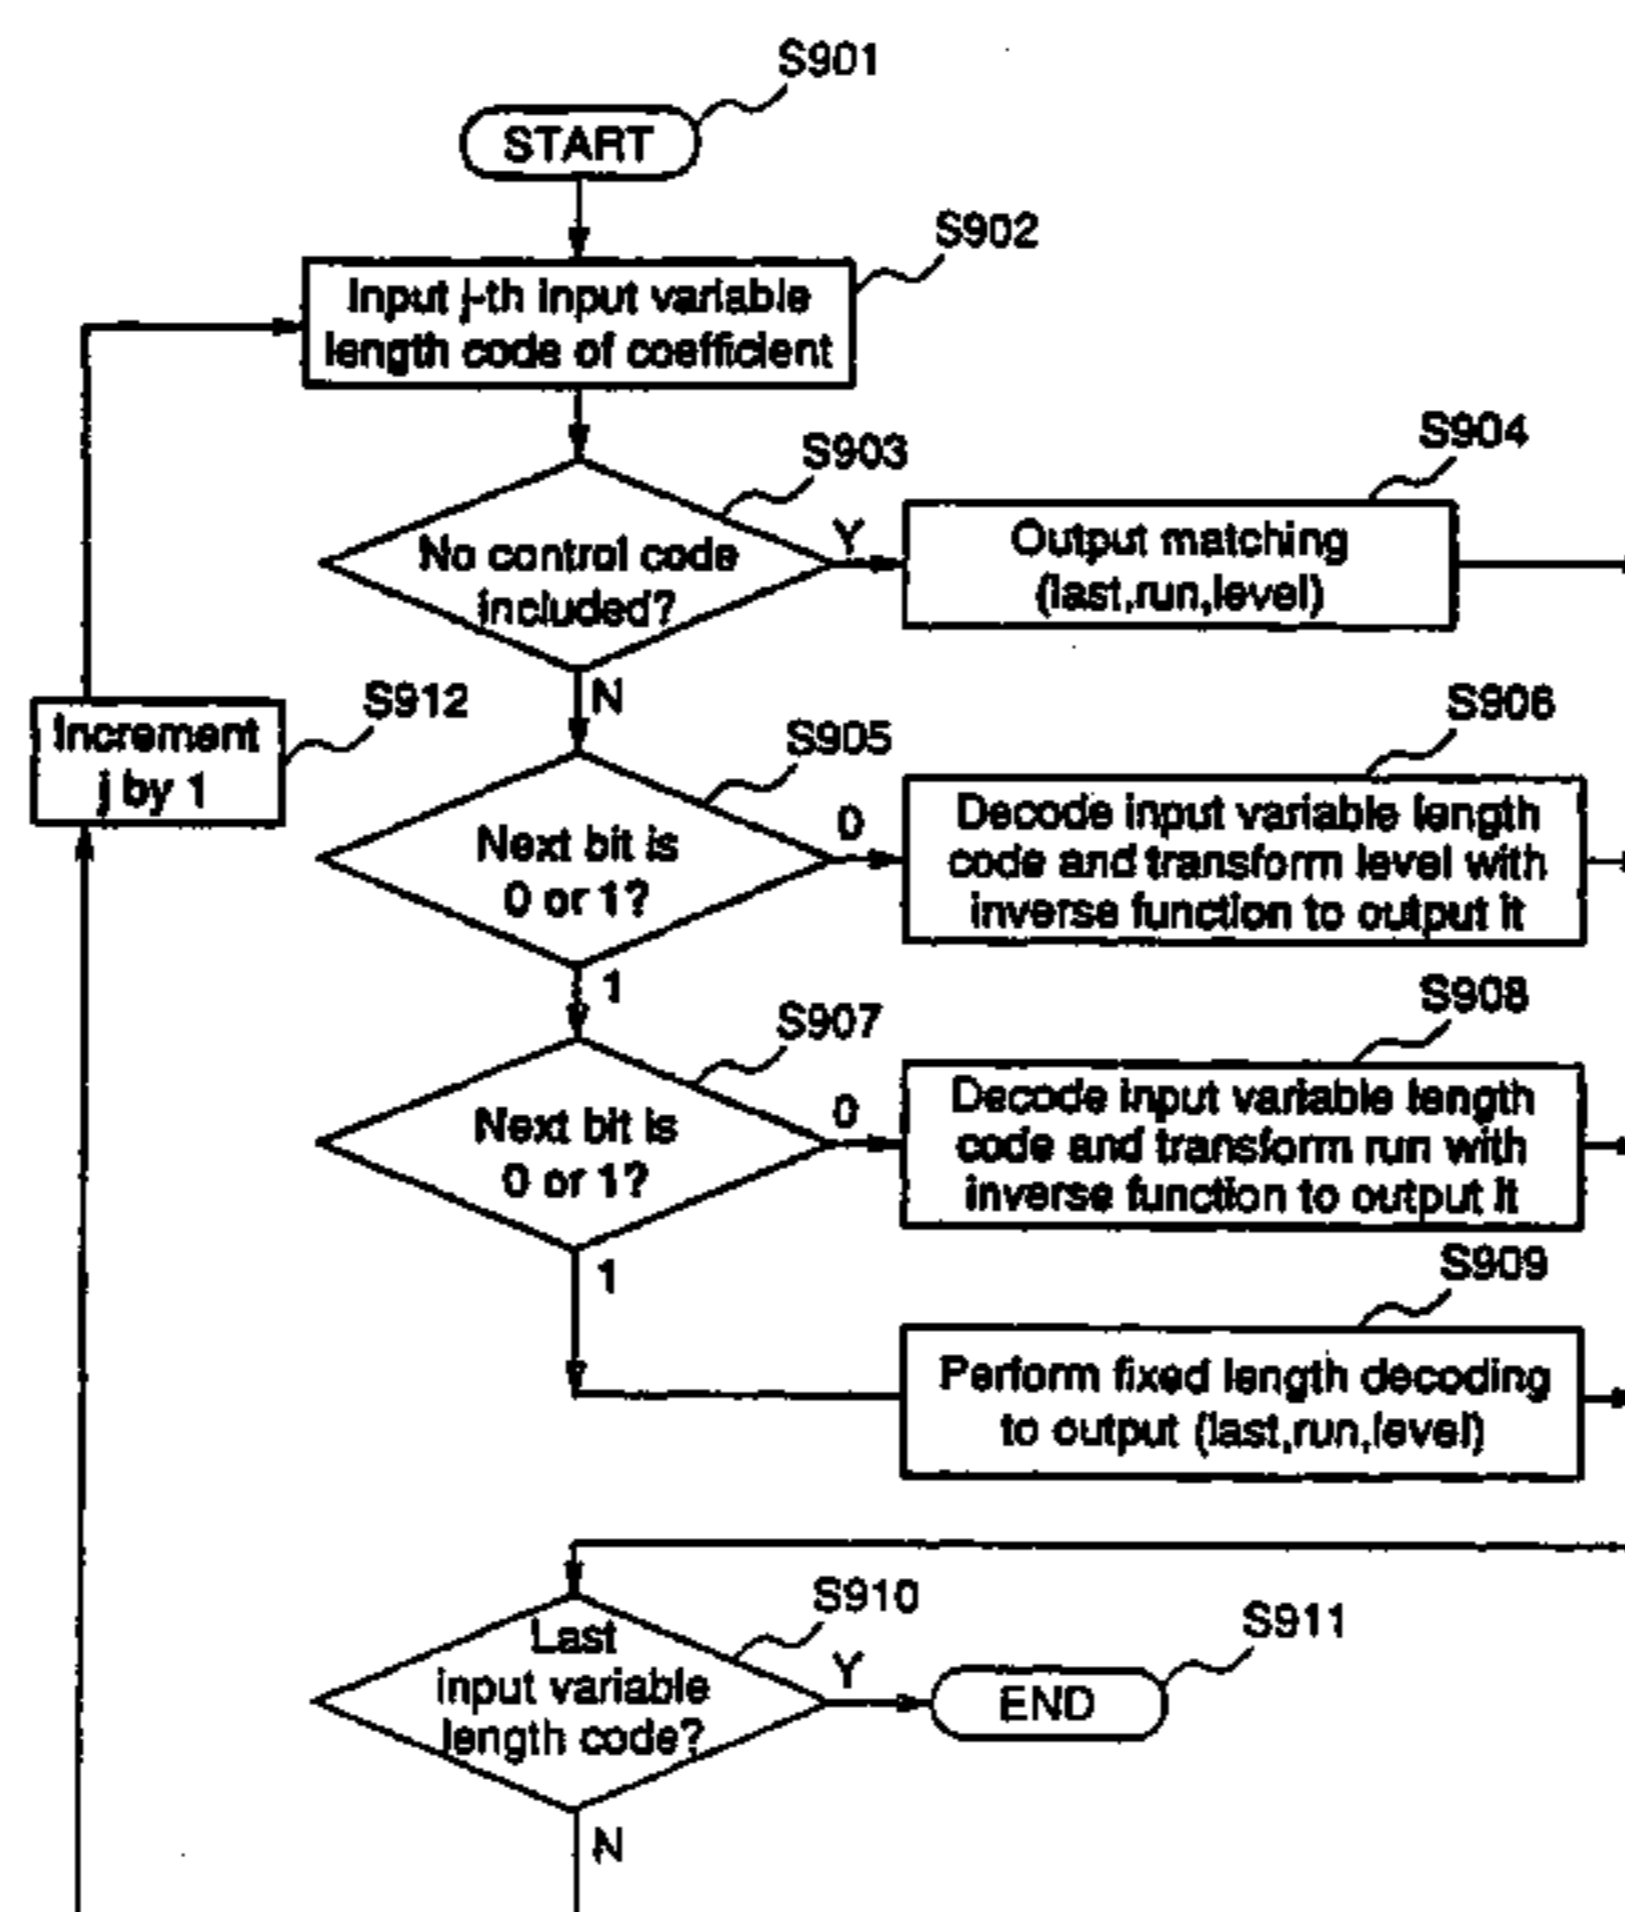 S901
START
S902
Input j-th input variable
length code of coefficient
S903
No control code
included?
Y
N
S904
Output matching
(last,run,level)
S912
Increment
j by 1
S905
Next bit is
0 or 1?
0
1
S906
Decode input variable length
code and transform level with
inverse function to output it
S907
Next bit is
0 or 1?
0
1
S908
Decode input variable length
code and transform run with
inverse function to output it
S909
Perform fixed length decoding
to output (last,run,level)
S910
Last
input variable
length code?
Y
N
S911
END